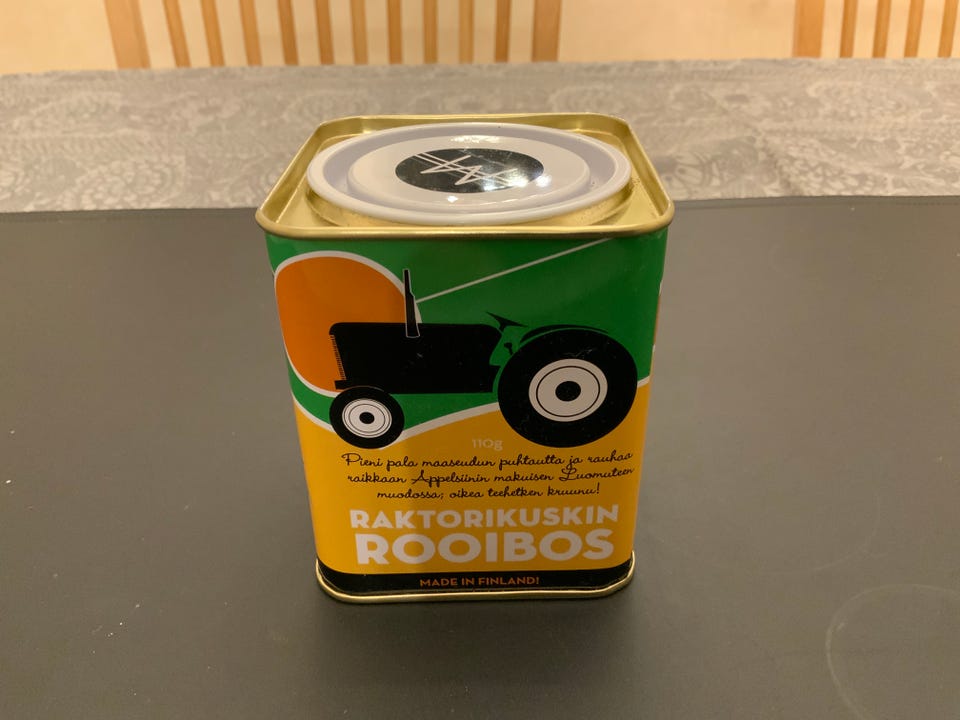 110g
Pieni pala maaseudun puhtautta ja rauhaa
raikkaan Appelsiinin makuisen Luomuteen
muodossa; oikea teehetken kruunu!
RAKTORIKUSKIN
ROOIBOS
MADE IN FINLAND!